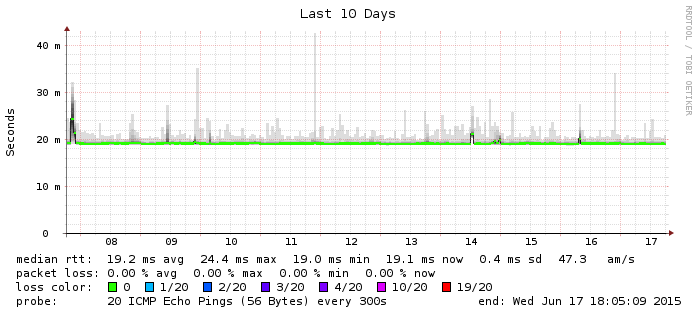 Last 10 Days
RRDTOOL / TOBI OETIKER
Seconds
40 m
30 m
20 m
10 m
0
08 09 10 11 12 13 14 15 16 17
median rtt: 19.2 ms avg 24.4 ms max 19.0 ms min 19.1 ms now 0.4 ms sd 47.3 am/s
packet loss: 0.00 % avg 0.00 % max 0.00 % min 0.00 % now
loss color: 0 1/20 2/20 3/20 4/20 10/20 19/20
probe: 20 ICMP Echo Pings (56 Bytes) every 300s end: Wed Jun 17 18:05:09 2015